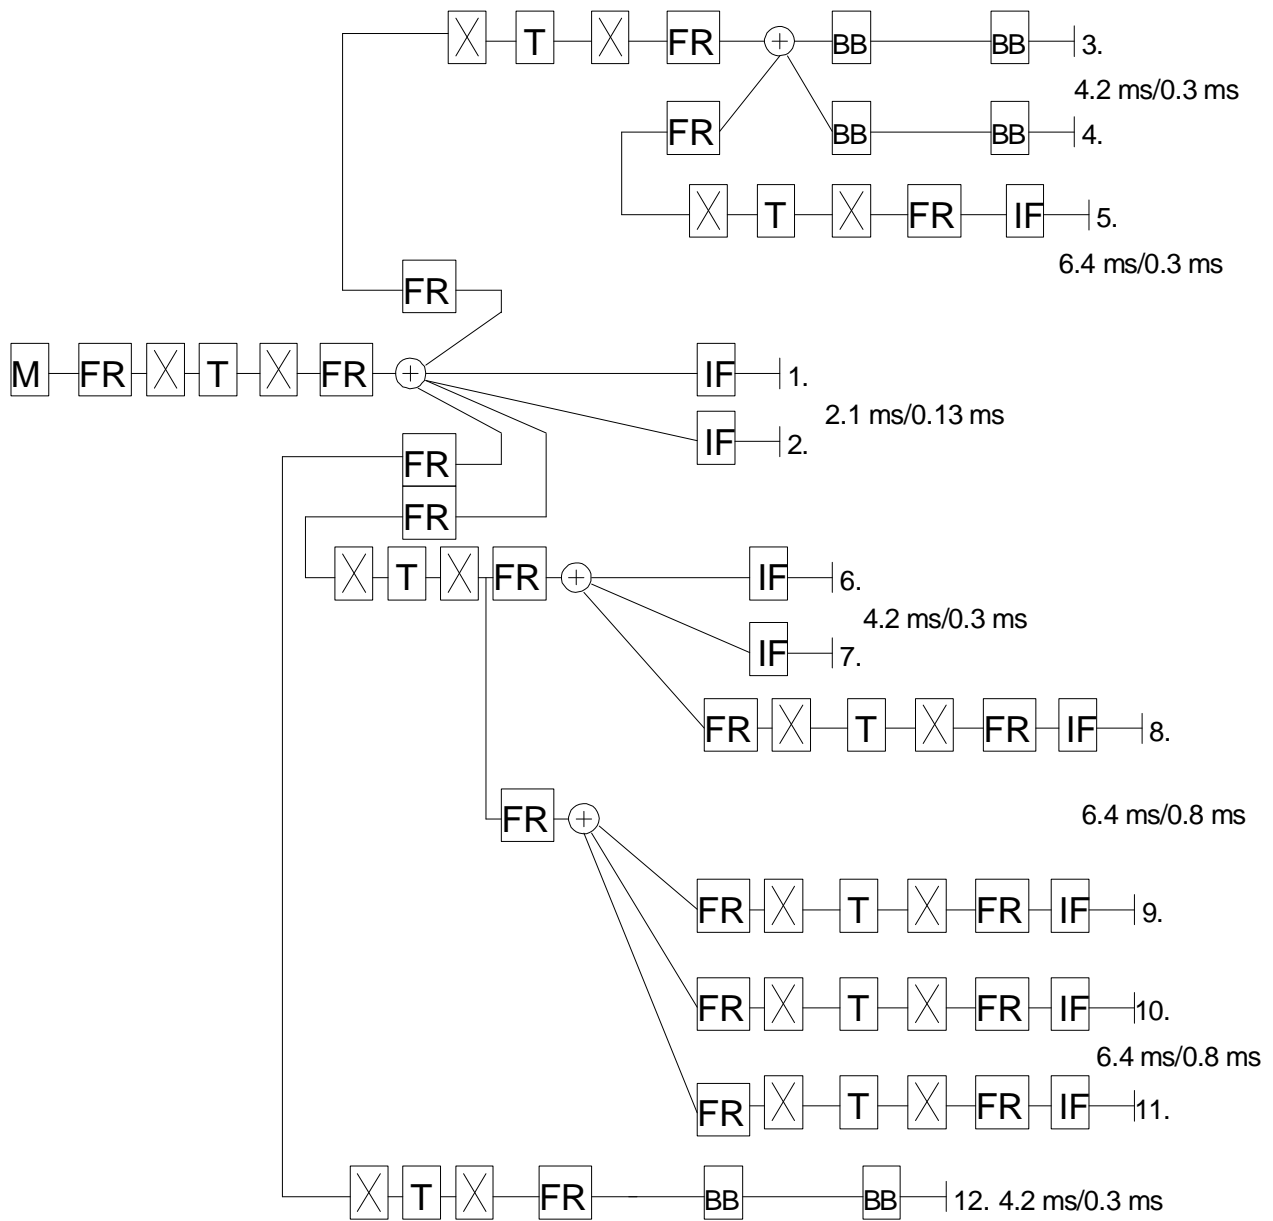 T FR BB BB 3.
4.2 ms/0.3 ms
FR BB BB 4.
T FR IF 5.
6.4 ms/0.3 ms
FR
M FR T FR + IF 1.
2.1 ms/0.13 ms
IF 2.
FR
FR
T FR IF 6.
4.2 ms/0.3 ms
IF 7.
FR T FR IF 8.
6.4 ms/0.8 ms
FR
FR T FR IF 9.
FR T FR IF 10.
6.4 ms/0.8 ms
FR T FR IF 11.
T FR BB BB 12. 4.2 ms/0.3 ms